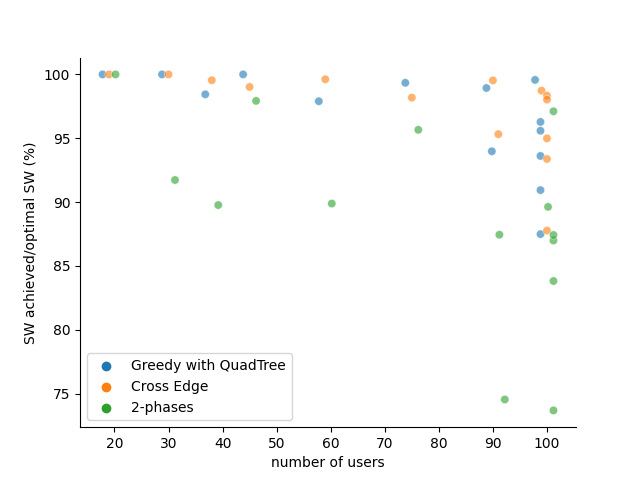 100
95
90
85
80
75
SW achieved/optimal SW (%)
Greedy with QuadTree
Cross Edge
2-phases
20 30 40 50 60 70 80 90 100
number of users